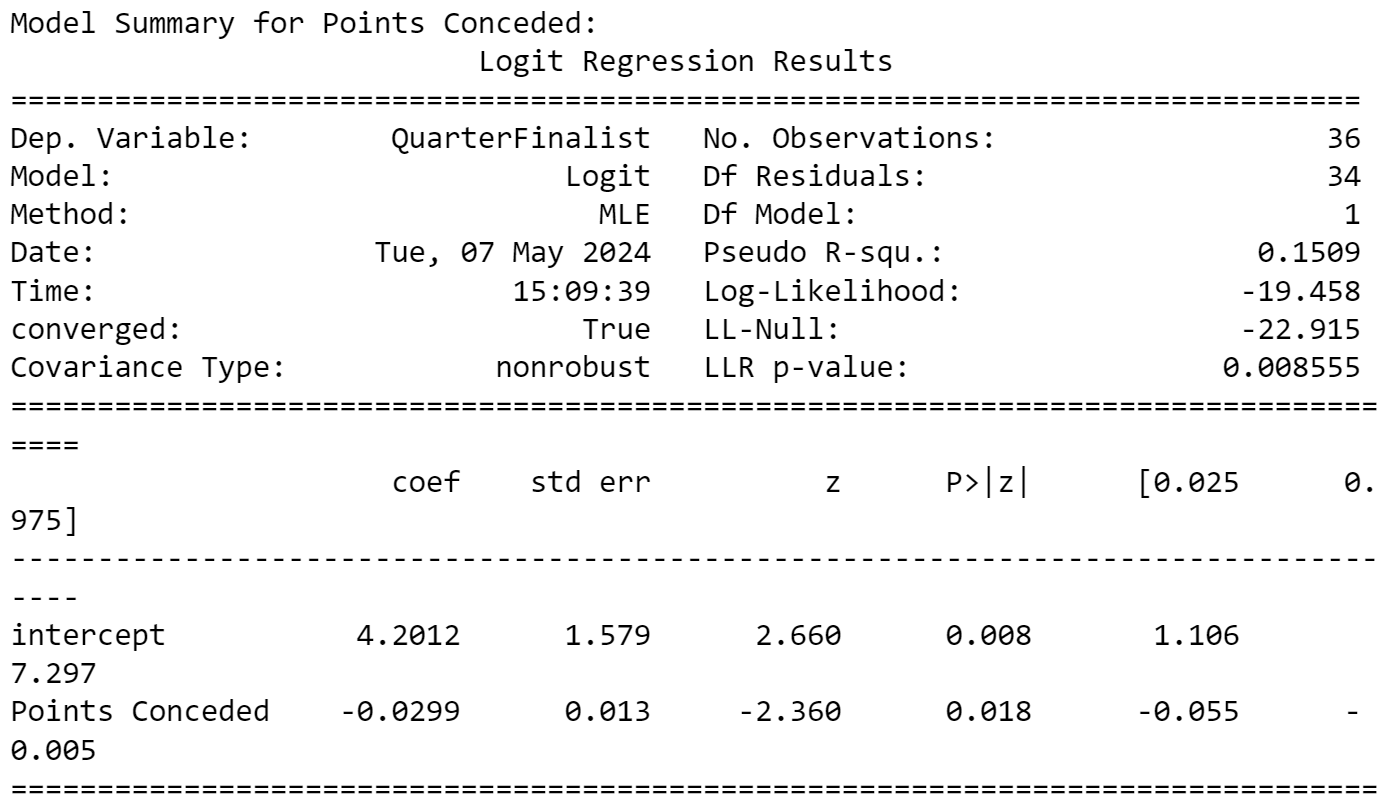 Model Summary for Points Conceded:
                           Logit Regression Results
==============================================================================
Dep. Variable:        QuarterFinalist   No. Observations:                   36
Model:                          Logit   Df Residuals:                       34
Method:                           MLE   Df Model:                            1
Date:                Tue, 07 May 2024   Pseudo R-squ.:                  0.1509
Time:                        15:09:39   Log-Likelihood:                -19.458
converged:                       True   LL-Null:                       -22.915
Covariance Type:            nonrobust   LLR p-value:                  0.008555
===============================================================================
====
                      coef    std err          z      P>|z|      [0.025      0.
975]
-------------------------------------------------------------------------------
----
intercept           4.2012      1.579      2.660      0.008       1.106
7.297
Points Conceded    -0.0299      0.013     -2.360      0.018      -0.055      -
0.005
===============================================================================